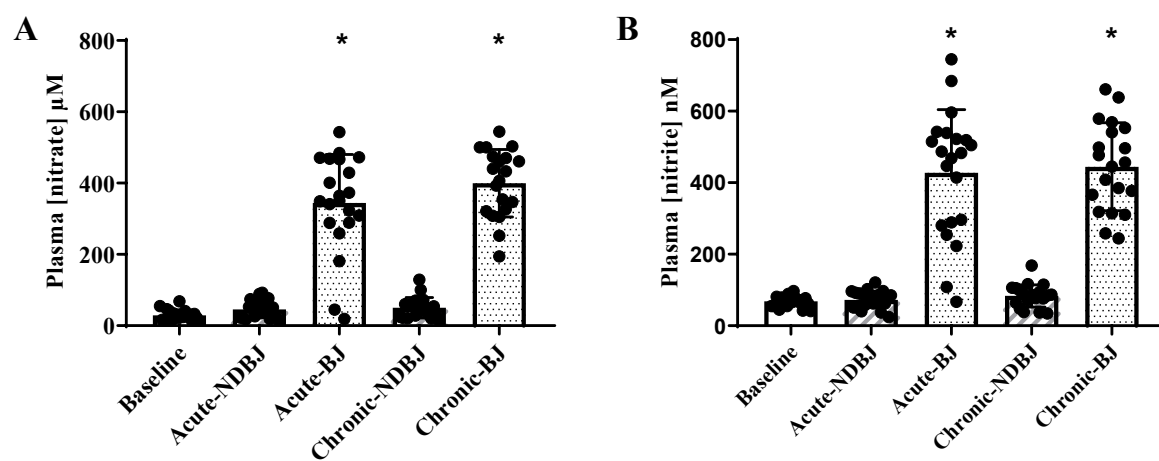 A
Plasma [nitrate] µM
800
600
400
200
0
*
*
Baseline
Acute-NDBJ
Acute-BJ
Chronic-NDBJ
Chronic-BJ
B
Plasma [nitrite] nM
800
600
400
200
0
*
*
Baseline
Acute-NDBJ
Acute-BJ
Chronic-NDBJ
Chronic-BJ